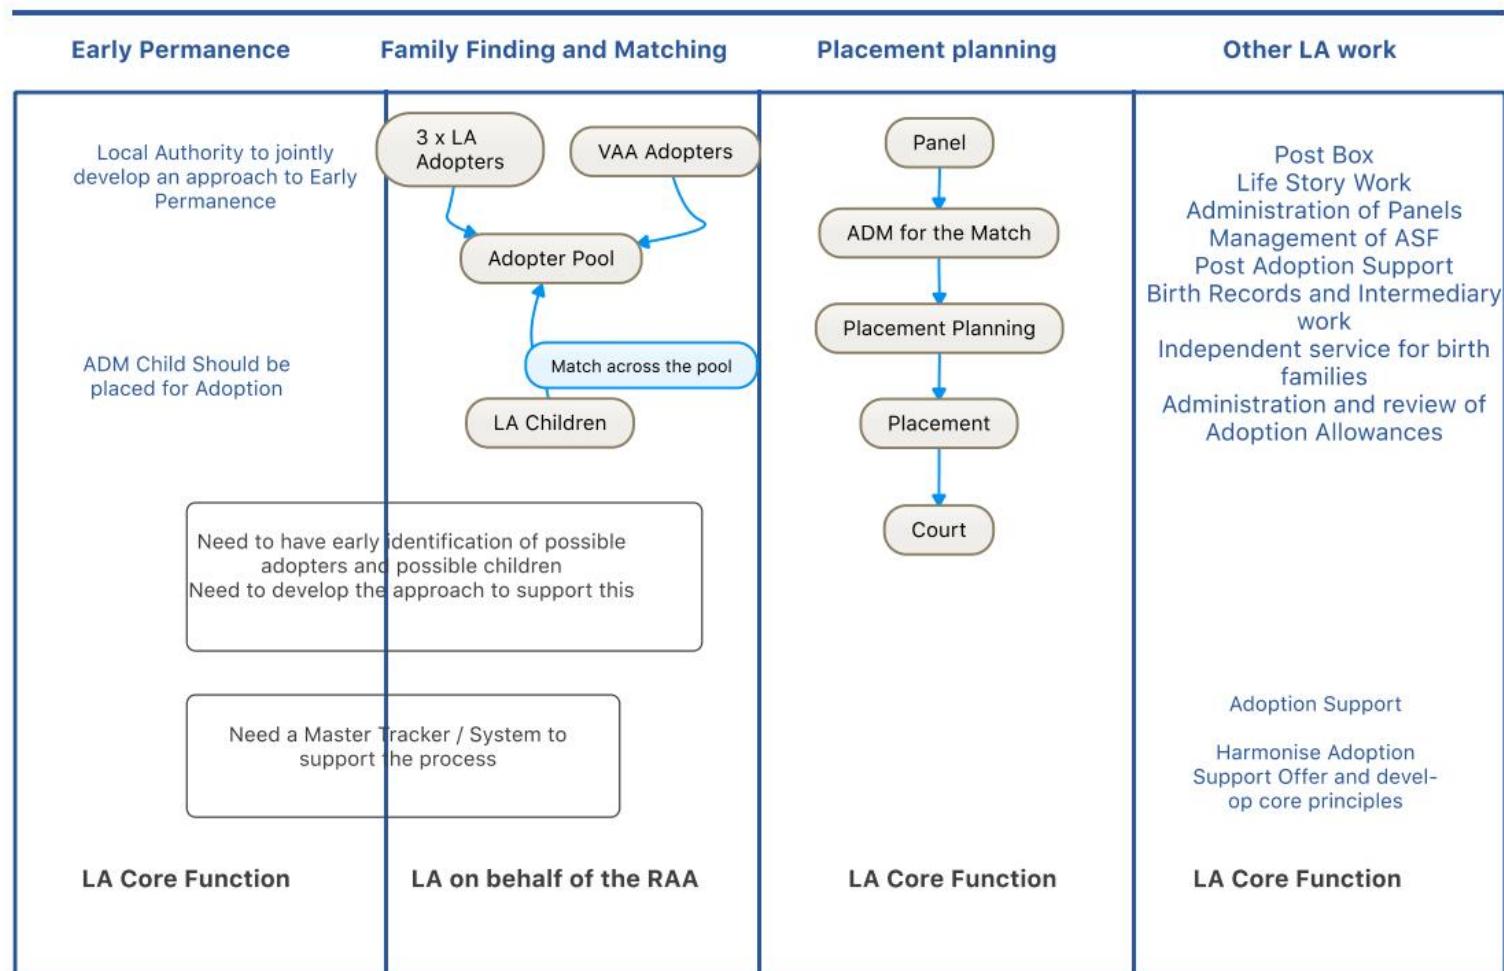 Early Permanence
Family Finding and Matching
Placement planning
Other LA work
Local Authority to jointly
develop an approach to Early
Permanence
ADM Child Should be
placed for Adoption
3 x LA
Adopters
VAA Adopters
Adopter Pool
Match across the pool
LA Children
Need to have early identification of possible
adopters and possible children
Need to develop the approach to support this
Need a Master Tracker / System to
support the process
Panel
ADM for the Match
Placement Planning
Placement
Court
Post Box
Life Story Work
Administration of Panels
Management of ASF
Post Adoption Support
Birth Records and Intermediary
work
Independent service for birth
families
Administration and review of
Adoption Allowances
Adoption Support
Harmonise Adoption
Support Offer and devel-
op core principles
LA Core Function
LA on behalf of the RAA
LA Core Function
LA Core Function